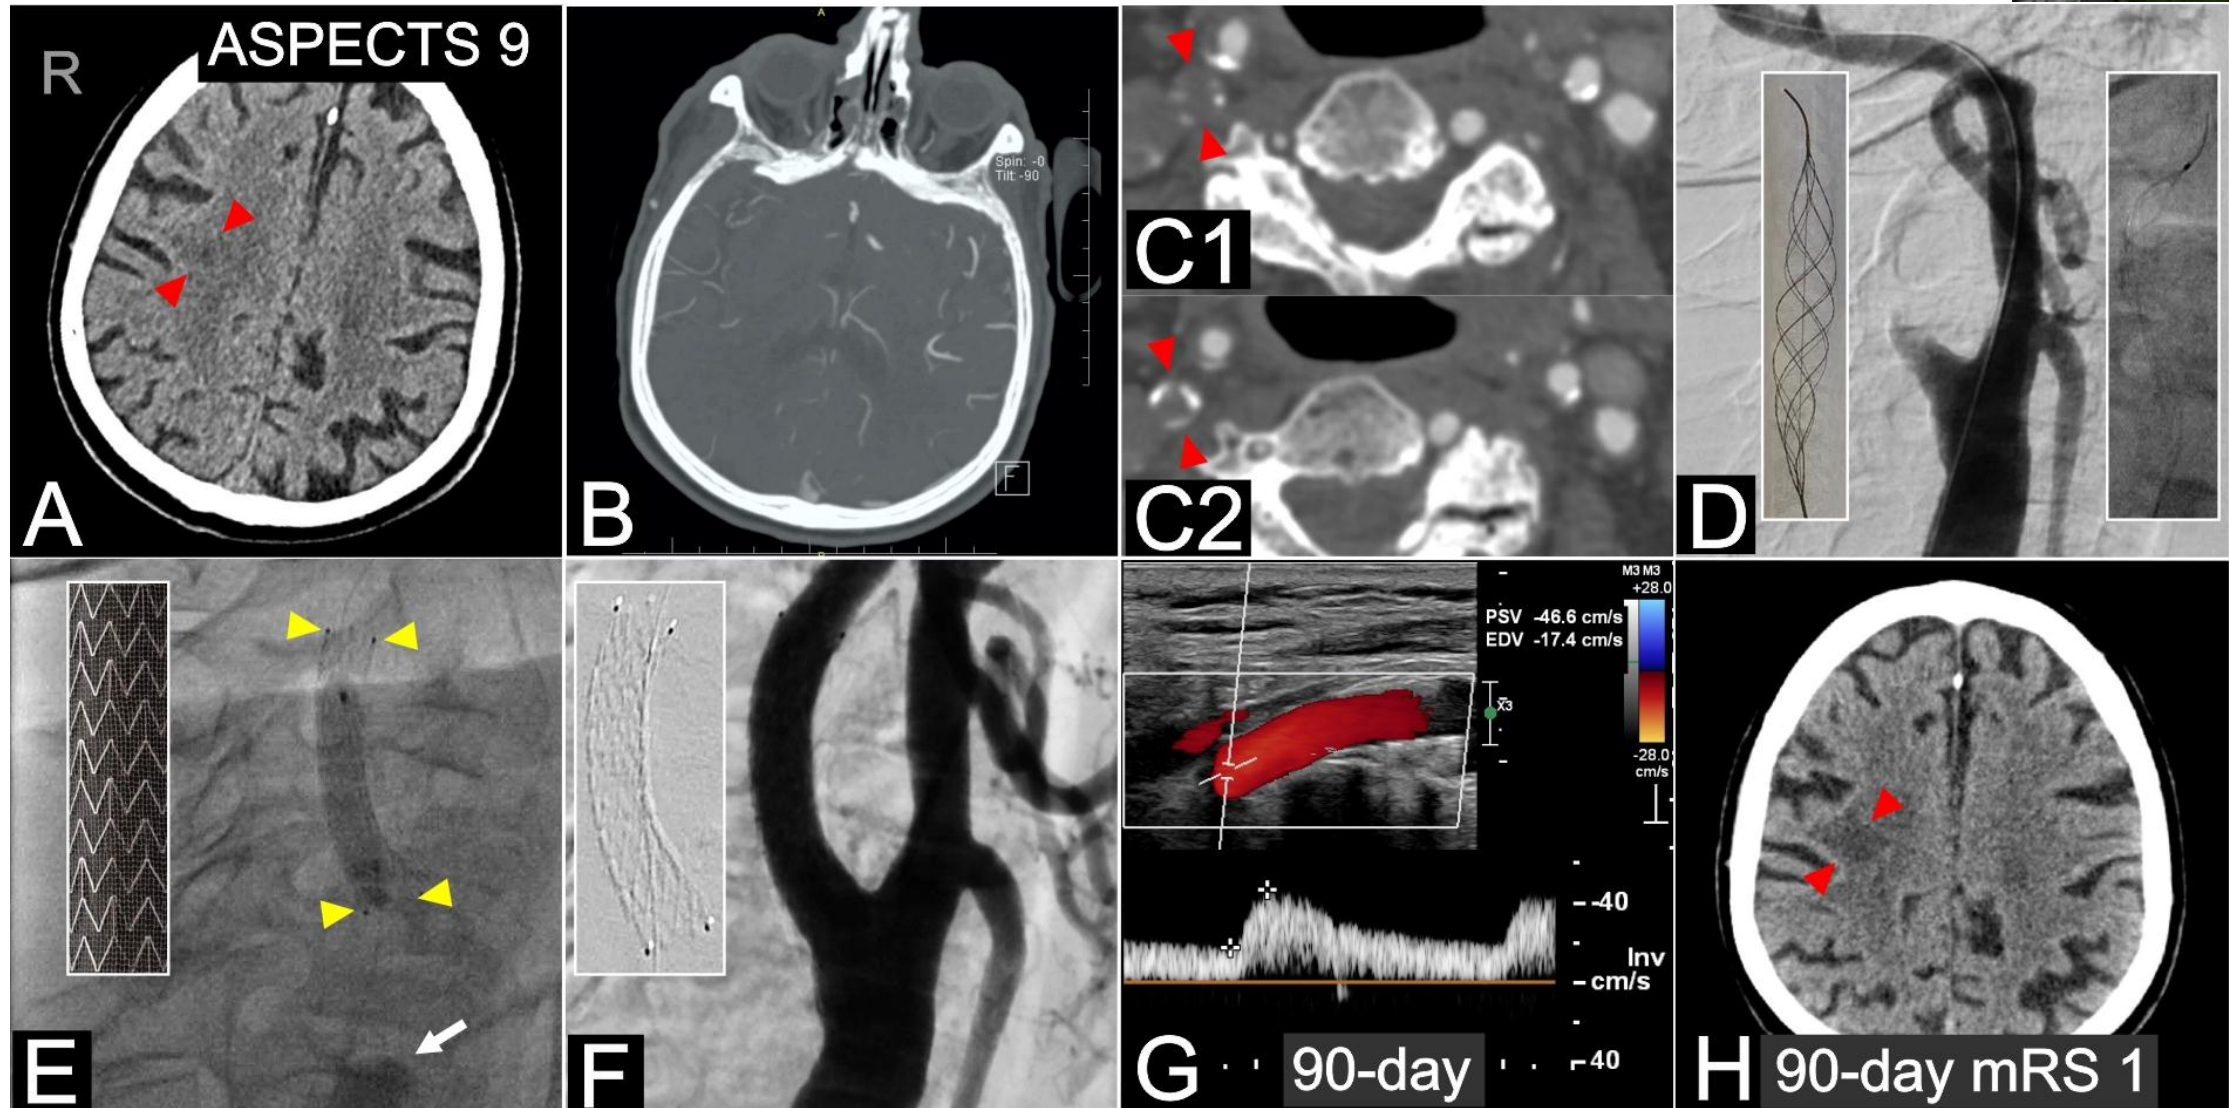 R
ASPECTS 9
A
A
Spin: -0
Tilt: -90
F
B
C1
C2
D
E
F
M3 M3
+28.0
PSV -46.6 cm/s
EDV -17.4 cm/s
x3
-28.0
cm/s
-40
Inv
cm/s
40
G
90-day
H
90-day mRS 1